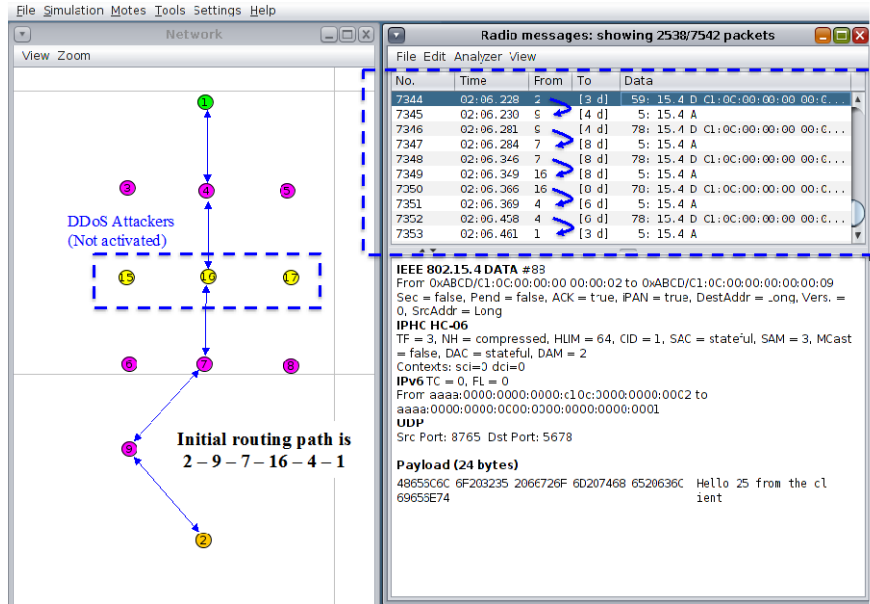 File Simulation Motes Tools Settings Help
Network
View Zoom
1
3
4
5
DDoS Attackers
(Not activated)
15
16
17
6
7
8
9
Initial routing path is
2 – 9 – 7 – 16 – 4 – 1
2
Radio messages: showing 2538/7542 packets
File Edit Analyzer View
No. Time From To Data
7344 02:06.228 2 [3 d] 59: 15.4 D C1:0C:00:00:00 00:C...
7345 02:06.230 9 [4 d] 5: 15.4 A
7346 02:06.281 9 [4 d] 78: 15.4 D C1:0C:00:00:00 00:C...
7347 02:06.284 7 [8 d] 5: 15.4 A
7348 02:06.346 7 [8 d] 78: 15.4 D C1:0C:00:00:00 00:C...
7349 02:06.349 16 [8 d] 5: 15.4 A
7350 02:06.366 16 [0 d] 78: 15.4 D C1:0C:00:00:00 00:C...
7351 02:06.369 4 [6 d] 5: 15.4 A
7352 02:06.458 4 [6 d] 78: 15.4 D C1:0C:00:00:00 00:C...
7353 02:06.461 1 [3 d] 5: 15.4 A
IEEE 802.15.4 DATA
From 0xABCD/C1:0C:00:00:00 00:00:02 to 0xABCD/C1:0C:00:00:00:00:00:09
Sec = false, Pend = false, ACK = true, iPAN = true, DestAddr = Long, Vers. =
0, SrcAddr = Long
IPHC HC-06
TF = 3, NH = compressed, HLIM = 64, CID = 1, SAC = stateful, SAM = 3, MCast
= false, DAC = stateful, DAM = 2
Contexts: sci=0 dci=0
IPv6 TC = 0, FL = 0
From aaaa:0000:0000:0000:c10c:0000:0000:0002 to
aaaa:0000:0000:0000:0000:0000:0000:0001
UDP
Src Port: 8765 Dst Port: 5678
Payload (24 bytes)
48656C6C 6F203235 2066726F 6D207468 6520636C Hello 25 from the cl
69656E74 ient